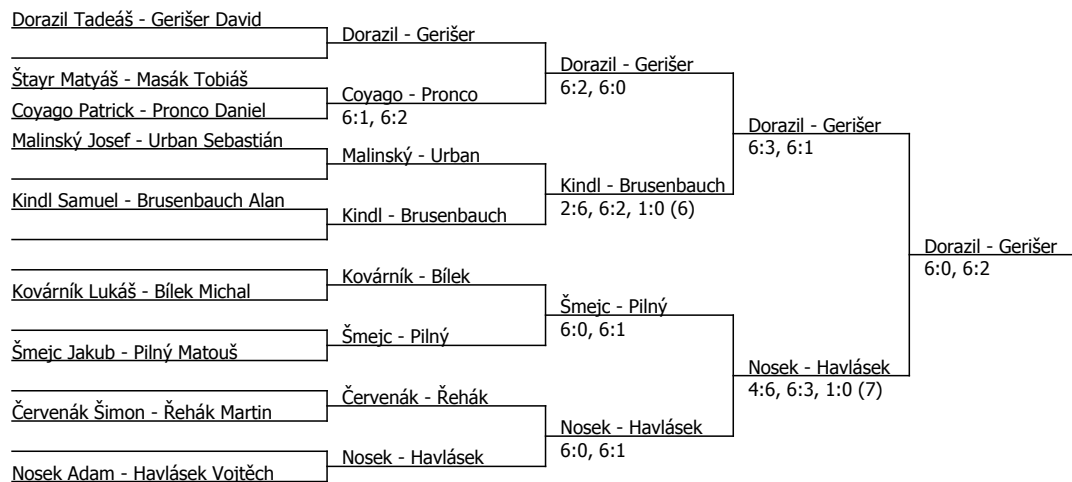 Dorazil Tadeáš - Gerišer David
Štayr Matyáš - Masák Tobiáš
Coyago Patrick - Pronco Daniel
Malinský Josef - Urban Sebastián
Kindl Samuel - Brusenbauch Alan
Kovárník Lukáš - Bílek Michal
Šmejc Jakub - Pilný Matouš
Červenák Šimon - Řehák Martin
Nosek Adam - Havlásek Vojtěch
Dorazil - Gerišer
Coyago - Pronco
6:1, 6:2
Malinský - Urban
Kindl - Brusenbauch
Kovárník - Bílek
Šmejc - Pilný
Červenák - Řehák
Nosek - Havlásek
Dorazil - Gerišer
6:2, 6:0
Kindl - Brusenbauch
2:6, 6:2, 1:0 (6)
Šmejc - Pilný
6:0, 6:1
Nosek - Havlásek
6:0, 6:1
Dorazil - Gerišer
6:3, 6:1
Nosek - Havlásek
4:6, 6:3, 1:0 (7)
Dorazil - Gerišer
6:0, 6:2